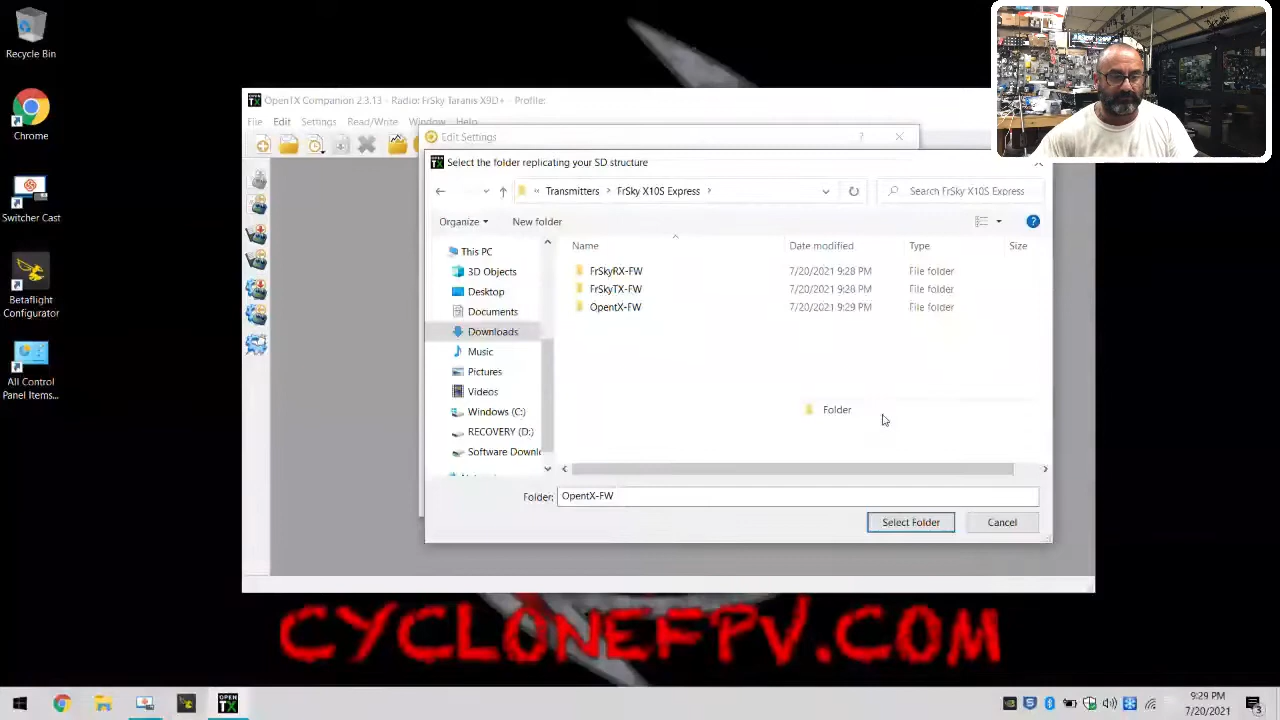 Recycle Bin
Chrome
Switcher Cast
Betaflight
Configurator
All Control
Panel Items...
OpenTX Companion 2.3.13 - Radio: FrSky Taranis X9D+ - Profile:
File Edit Settings Read/Write Window Help
Edit Settings
?
Select the folder replicating your SD structure
« Transmitters > FrSky X10S Express >
Search FrSky X10S Express
Organize
New folder
Name Date modified Type Size
This PC
3D Objects
Desktop
Documents
Downloads
Music
Pictures
Videos
Windows (C:)
RECOVERY (D:)
Software Downl
FrSkyRX-FW 7/20/2021 9:28 PM File folder
FrSkyTX-FW 7/20/2021 9:28 PM File folder
OpentX-FW 7/20/2021 9:29 PM File folder
Folder
Folder: OpentX-FW
Select Folder
Cancel
CYCLONEFPV.COM
OPEN
TX
9:29 PM
7/20/2021
3